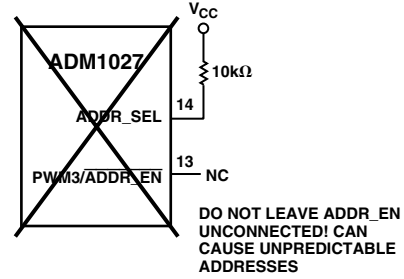 VCC
ADM1027
10kΩ
ADDR_SEL 14
PWM3/ADDR_EN 13 NC
DO NOT LEAVE ADDR_EN
UNCONNECTED! CAN
CAUSE UNPREDICTABLE
ADDRESSES